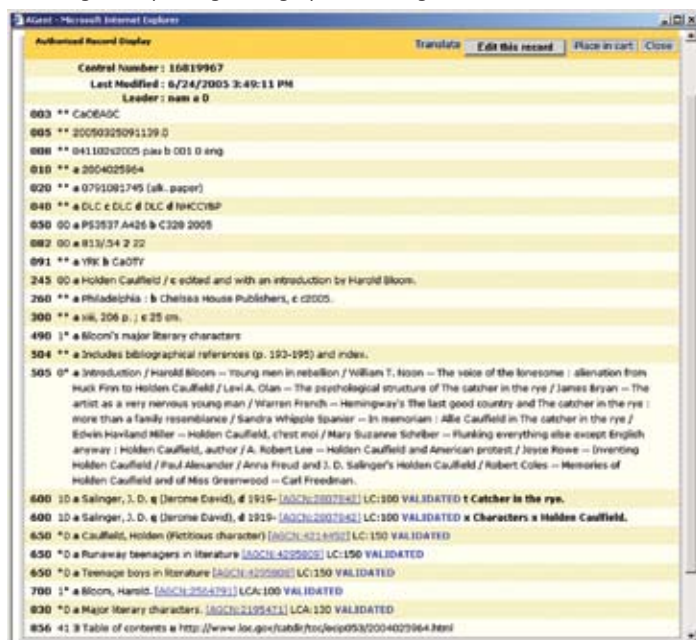 AGent - Microsoft Internet Explorer
Authorized Record Display
Translate Edit this record Place in cart Close
Control Number : 16819967
Last Modified : 6/24/2005 3:49:11 PM
Leader : nam a 0
003 ** CaOEAGC
005 ** 20050325091139.0
008 ** 041102s2005 pau b 001 0 eng
010 ** a 2004025964
020 ** a 0791081745 (alk. paper)
040 ** a DLC c DLC d DLC d NHCCYBP
050 00 a PS3537.A426 b C328 2005
082 00 a 813/.54 2 22
091 ** a YRK b CaOTY
245 00 a Holden Caulfield / c edited and with an introduction by Harold Bloom.
260 ** a Philadelphia : b Chelsea House Publishers, c c2005.
300 ** a xiii, 206 p. ; c 25 cm.
490 1* a Bloom's major literary characters
504 ** a Includes bibliographical references (p. 193-195) and index.
505 0* a Introduction / Harold Bloom -- Young men in rebellion / William T. Noon -- The voice of the lonesome : alienation from
Huck Finn to Holden Caulfield / Levi A. Olan -- The psychological structure of The catcher in the rye / James Bryan -- The
artist as a very nervous young man / Warren French -- Hemingway's The last good country and The catcher in the rye :
more than a family resemblance / Sandra Whipple Spanier -- In memoriam : Allie Caulfield in The catcher in the rye /
Edwin Haviland Miller -- Holden Caulfield, c'est moi / Mary Suzanne Schriber -- Flunking everything else except English
anyway : Holden Caulfield, author / A. Robert Lee -- Holden Caulfield and American protest / Joyce Rowe -- Inventing
Holden Caulfield / Paul Alexander / Anna Freud and J. D. Salinger's Holden Caulfield / Robert Coles -- Memories of
Holden Caulfield and of Miss Greenwood -- Carl Freedman.
600 10 a Salinger, J. D. q (Jerome David), d 1919- [AGCN:2807842] LC:100 VALIDATED t Catcher in the rye.
600 10 a Salinger, J. D. q (Jerome David), d 1919- [AGCN:2807842] LC:100 VALIDATED x Characters x Holden Caulfield.
650 *0 a Caulfield, Holden (Fictitious character) [AGCN:4214492] LC:150 VALIDATED
650 *0 a Runaway teenagers in literature [AGCN:4295809] LC:150 VALIDATED
650 *0 a Teenage boys in literature [AGCN:4295808] LC:150 VALIDATED
700 1* a Bloom, Harold. [AGCN:2564791] LCA:100 VALIDATED
830 *0 a Major literary characters. [AGCN:2195471] LCA:130 VALIDATED
856 41 3 Table of contents u http://www.loc.gov/catdir/toc/ecip053/2004025964.html